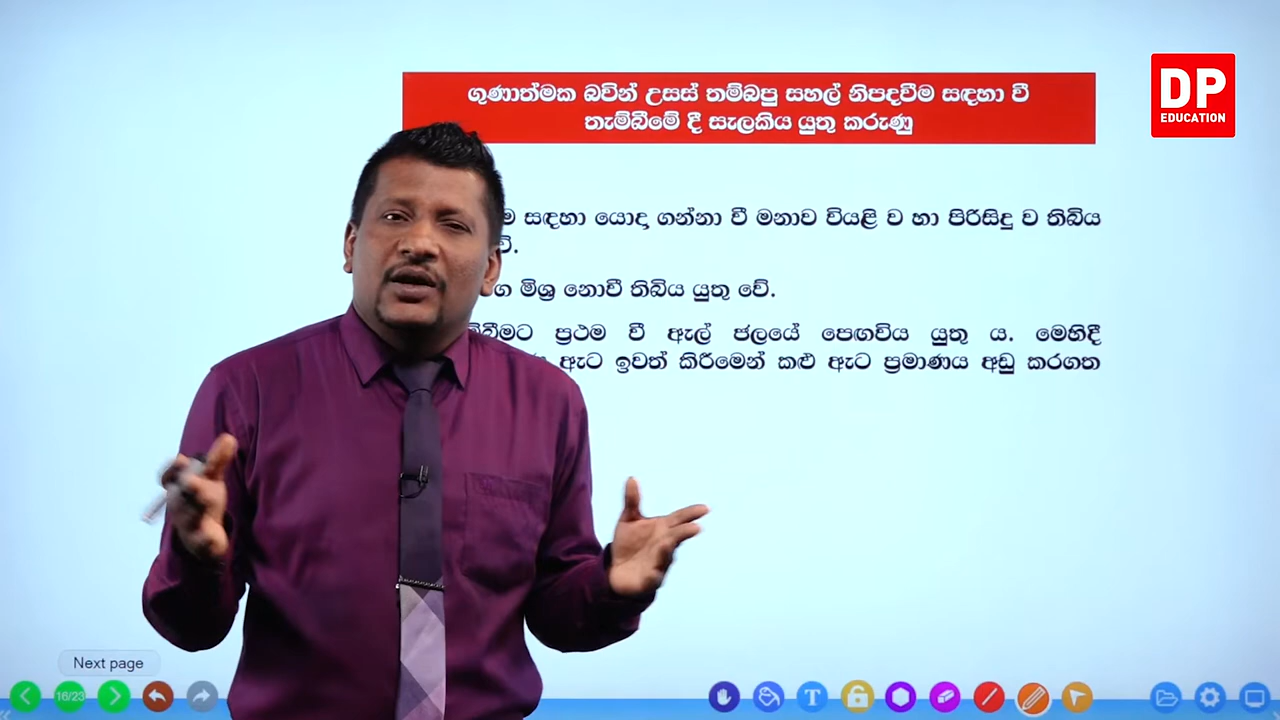 DP
EDUCATION
ගුණාත්මක බවින් උසස් තම්බපු සහල් නිපදවීම සඳහා වී
තැම්බීමේ දී සැලකිය යුතු කරුණු
සඳහා යොදා ගන්නා වී මනාව වියළි ව හා පිරිසිදු ව තිබිය
මිශ්‍ර නොවී තිබිය යුතු වේ.
ප්‍රථම වී ඇල් ජලයේ පෙඟවිය යුතු ය. මෙහිදී
ඇට ඉවත් කිරීමෙන් කළු ඇට ප්‍රමාණය අඩු කරගත
Next page
16/23
T